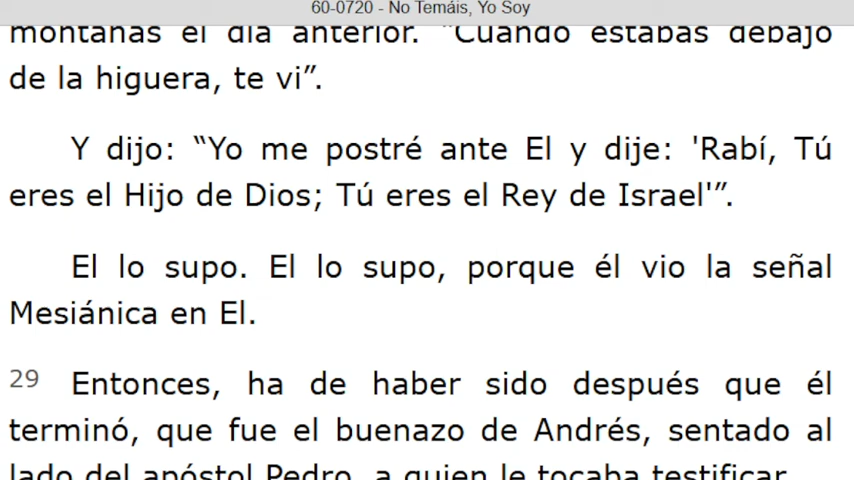 60-0720 - No Temáis, Yo Soy
montañas el día anterior. “Cuando estabas debajo
de la higuera, te vi”.
Y dijo: “Yo me postré ante El y dije: 'Rabí, Tú
eres el Hijo de Dios; Tú eres el Rey de Israel'”.
El lo supo. El lo supo, porque él vio la señal
Mesiánica en El.
29 Entonces, ha de haber sido después que él
terminó, que fue el buenazo de Andrés, sentado al
lado del apóstol Pedro, a quien le tocaba testificar